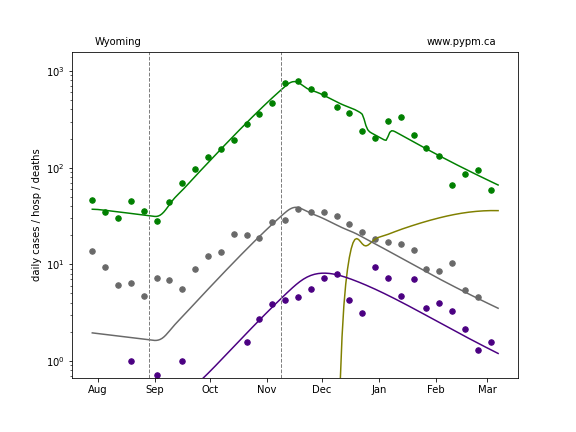 Wyoming www.pypm.ca
daily cases / hosp / deaths
10³
10²
10¹
10⁰
Aug Sep Oct Nov Dec Jan Feb Mar